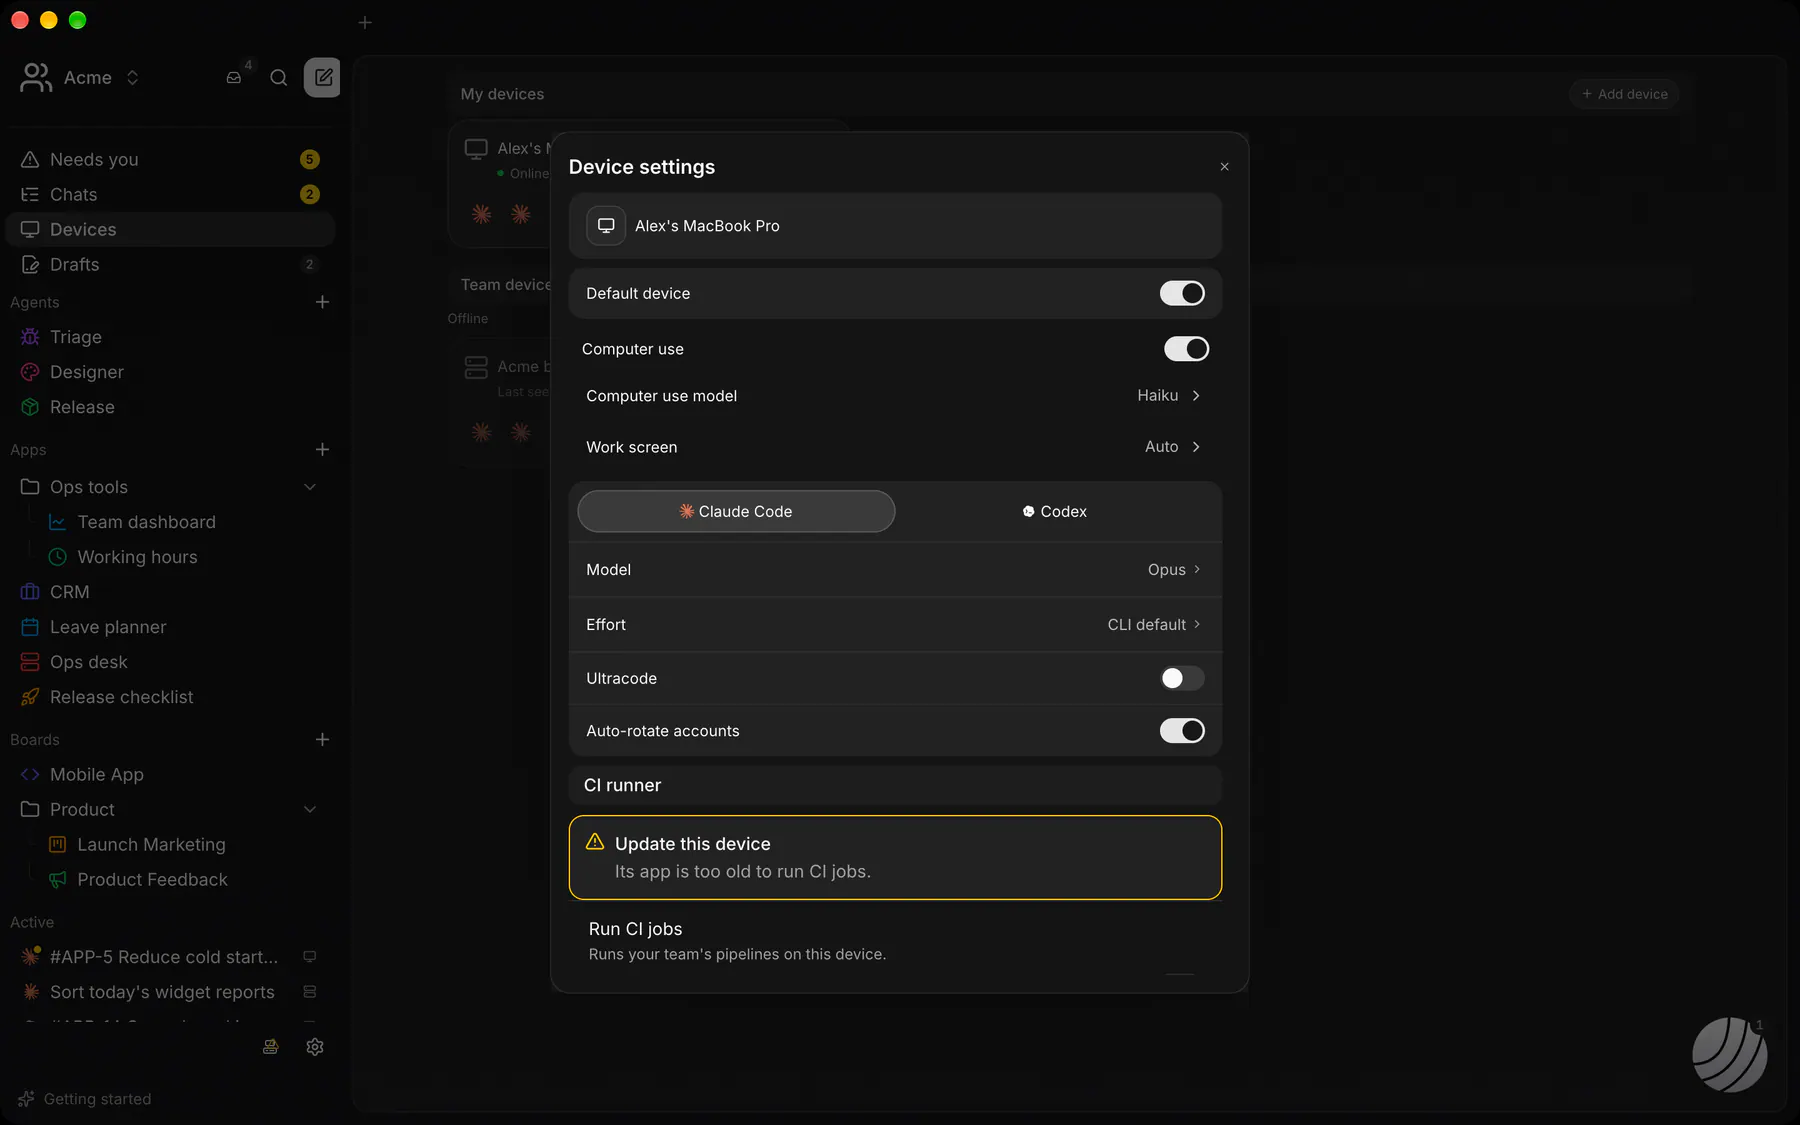 Acme
4
Needs you
5
Chats
2
Devices
Drafts
2
Agents
Triage
Designer
Release
Apps
Ops tools
Team dashboard
Working hours
CRM
Leave planner
Ops desk
Release checklist
Boards
Mobile App
Product
Launch Marketing
Product Feedback
Active
#APP-5 Reduce cold start...
Sort today's widget reports
Getting started
My devices
+ Add device
Alex's
Online
Team device
Offline
Acme
Last see
Device settings
Alex's MacBook Pro
Default device
Computer use
Computer use model
Haiku
Work screen
Auto
Claude Code
Codex
Model
Opus
Effort
CLI default
Ultracode
Auto-rotate accounts
CI runner
Update this device
Its app is too old to run CI jobs.
Run CI jobs
Runs your team's pipelines on this device.
1